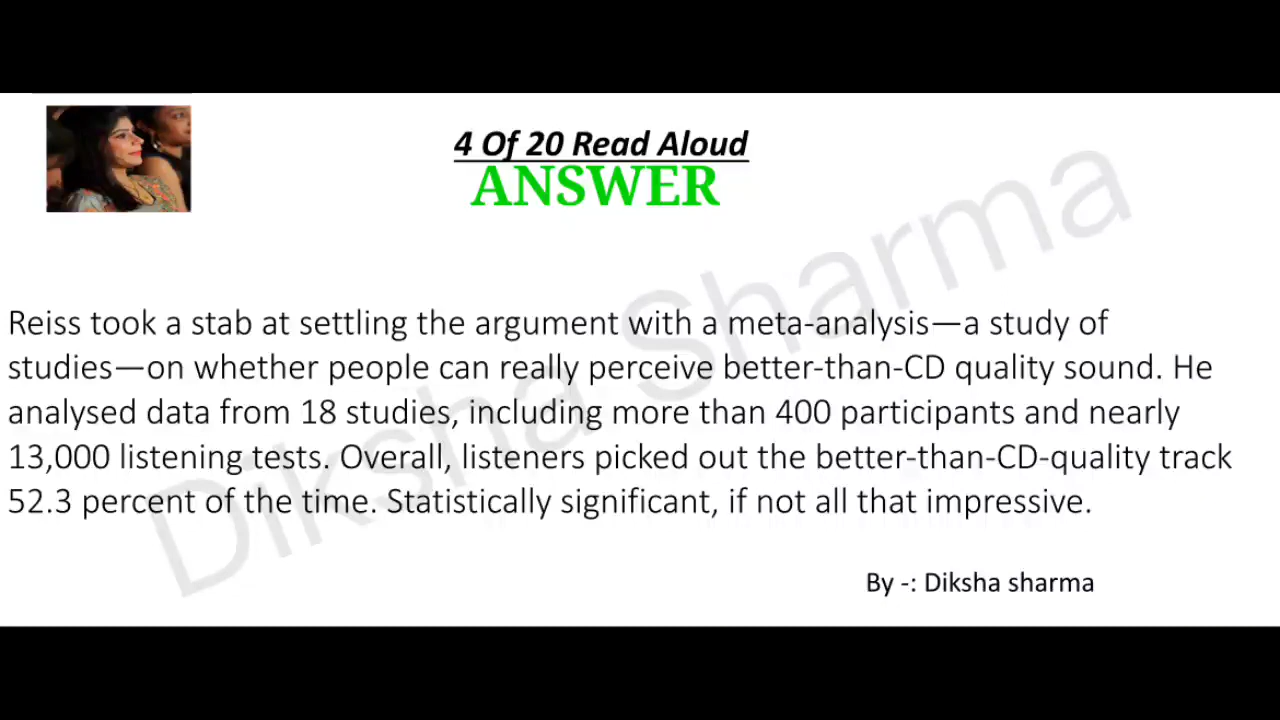 4 Of 20 Read Aloud
ANSWER
Reiss took a stab at settling the argument with a meta-analysis—a study of
studies—on whether people can really perceive better-than-CD quality sound. He
analysed data from 18 studies, including more than 400 participants and nearly
13,000 listening tests. Overall, listeners picked out the better-than-CD-quality track
52.3 percent of the time. Statistically significant, if not all that impressive.
By -: Diksha sharma
Diksha Sharma